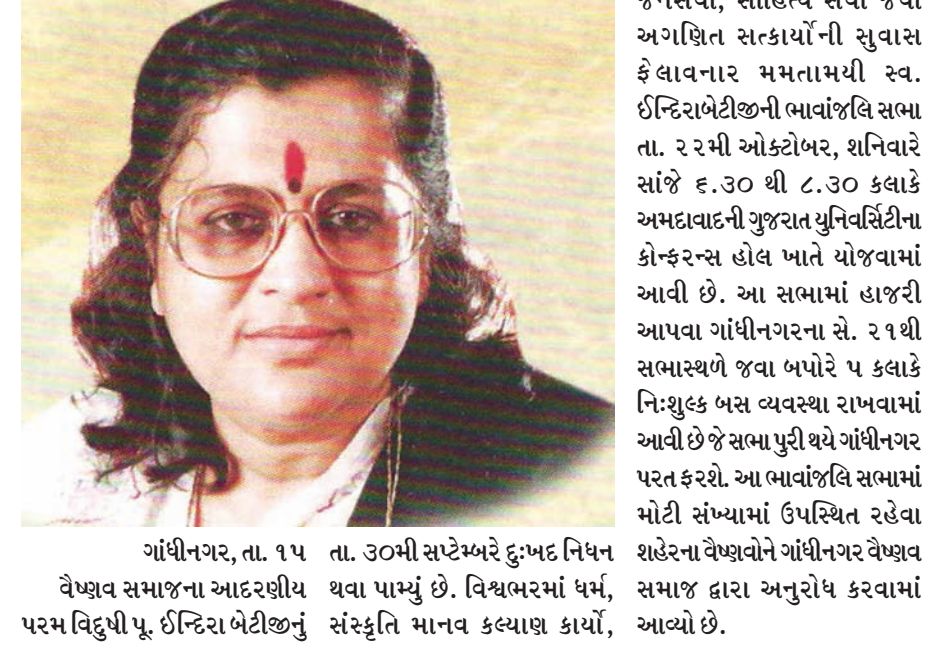 ગાંધીનગર, તા. ૧૫
વૈષ્ણવ સમાજના આદરણીય
પરમ વિદુષી પૂ. ઈન્દિરા બેટીજીનું
તા. ૩૦મી સપ્ટેમ્બરે દુઃખદ નિધન
થવા પામ્યું છે. વિશ્વભરમાં ધર્મ,
સંસ્કૃતિ માનવ કલ્યાણ કાર્યો,
જનસેવા, સાહિત્ય સેવા જેવા
અગણિત સત્કાર્યોની સુવાસ
ફેલાવનાર મમતામયી સ્વ.
ઈન્દિરાબેટીજીની ભાવાંજલિ સભા
તા. ૨૨મી ઓક્ટોબર, શનિવારે
સાંજે ૬.૩૦ થી ૮.૩૦ કલાકે
અમદાવાદની ગુજરાત યુનિવર્સિટીના
કોન્ફરન્સ હોલ ખાતે યોજવામાં
આવી છે. આ સભામાં હાજરી
આપવા ગાંધીનગરના સે. ૨૧થી
સભાસ્થળે જવા બપોરે ૫ કલાકે
નિઃશુલ્ક બસ વ્યવસ્થા રાખવામાં
આવી છે જે સભા પુરી થયે ગાંધીનગર
પરત ફરશે. આ ભાવાંજલિ સભામાં
મોટી સંખ્યામાં ઉપસ્થિત રહેવા
શહેરના વૈષ્ણવોને ગાંધીનગર વૈષ્ણવ
સમાજ દ્વારા અનુરોધ કરવામાં
આવ્યો છે.